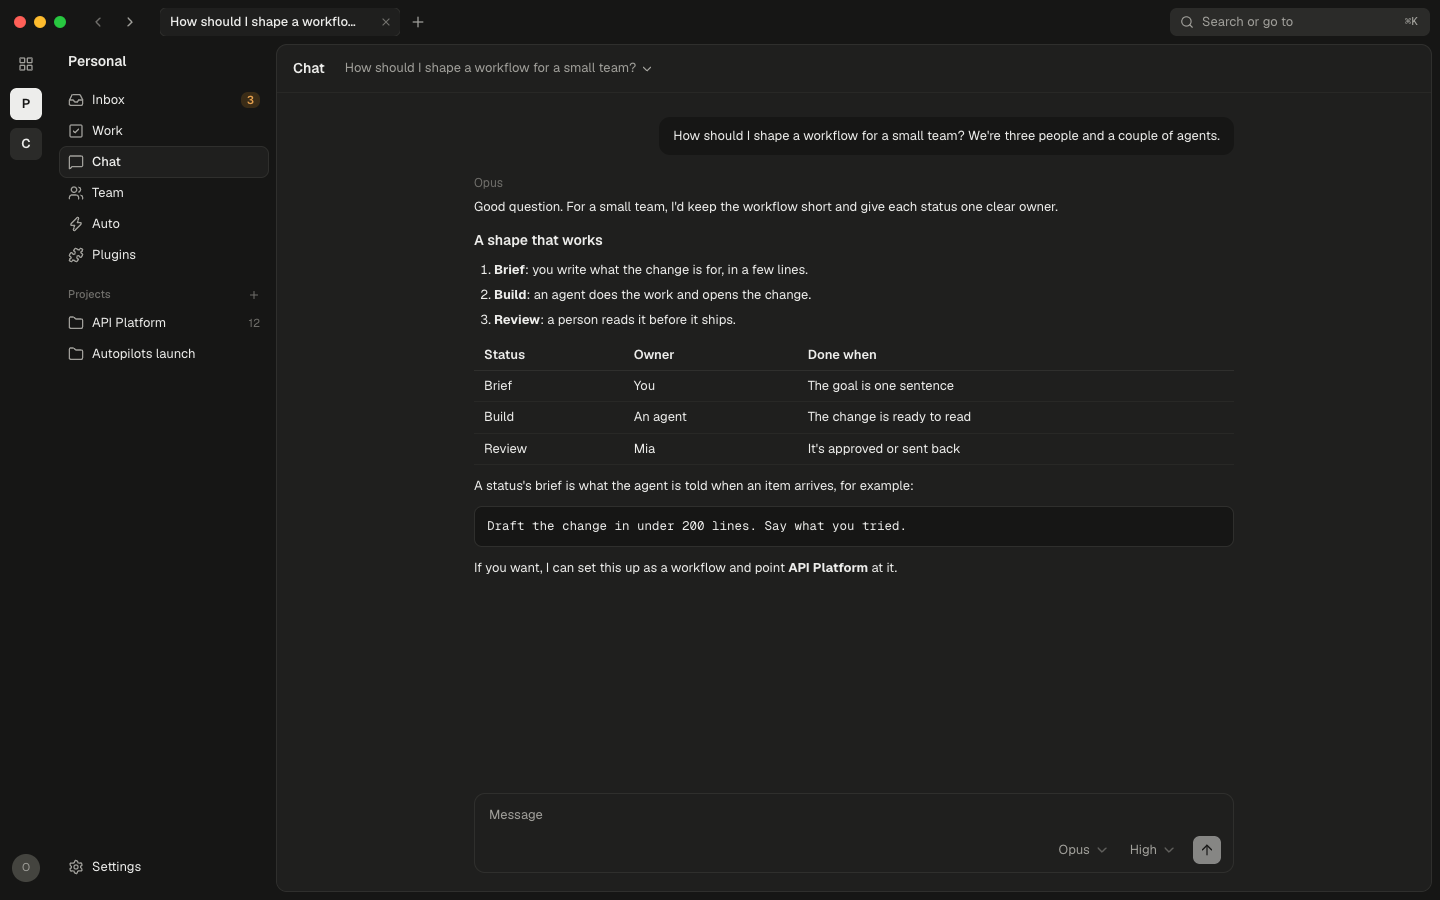 How should I shape a workflo...
Search or go to
⌘K
Personal
P
C
Inbox
3
Work
Chat
Team
Auto
Plugins
Projects
API Platform
12
Autopilots launch
O
Settings
Chat
How should I shape a workflow for a small team?
How should I shape a workflow for a small team? We're three people and a couple of agents.
Opus
Good question. For a small team, I'd keep the workflow short and give each status one clear owner.
A shape that works
1. Brief: you write what the change is for, in a few lines.
2. Build: an agent does the work and opens the change.
3. Review: a person reads it before it ships.
Status Owner Done when
Brief You The goal is one sentence
Build An agent The change is ready to read
Review Mia It's approved or sent back
A status's brief is what the agent is told when an item arrives, for example:
Draft the change in under 200 lines. Say what you tried.
If you want, I can set this up as a workflow and point API Platform at it.
Message
Opus
High